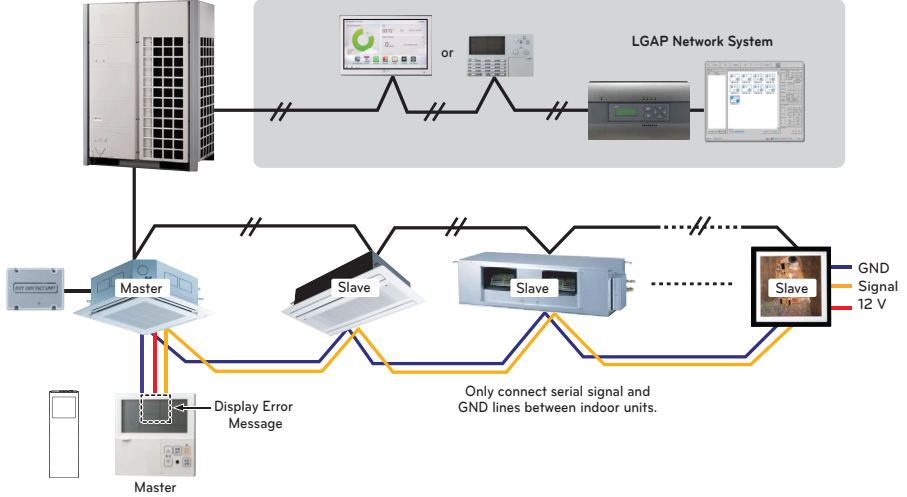 or
LGAP Network System
Master
Slave
Slave
Slave
GND
Signal
12 V
Only connect serial signal and
GND lines between indoor units.
Display Error
Message
Master